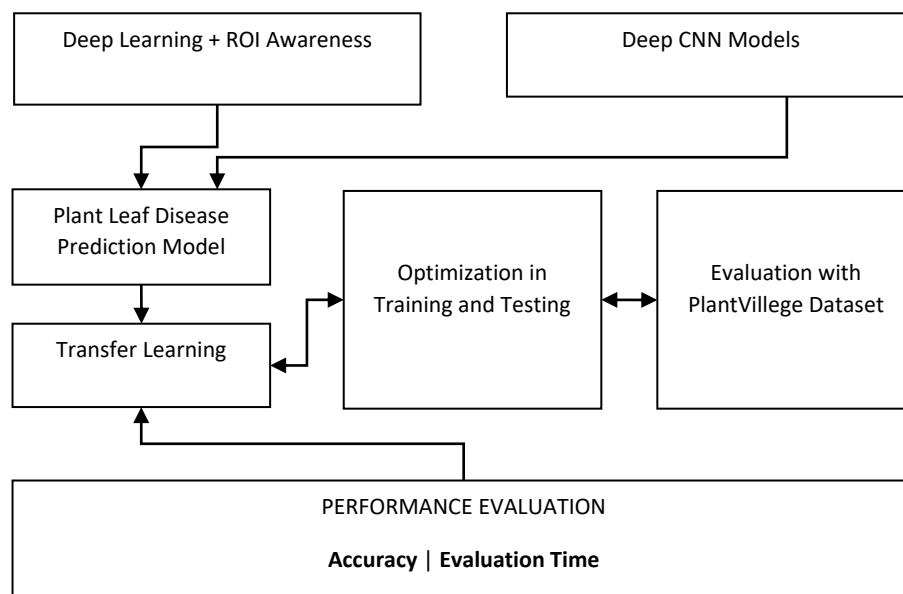 Deep Learning + ROI Awareness
Deep CNN Models
Plant Leaf Disease
Prediction Model
Optimization in
Training and Testing
Evaluation with
PlantVillege Dataset
Transfer Learning
PERFORMANCE EVALUATION
Accuracy | Evaluation Time